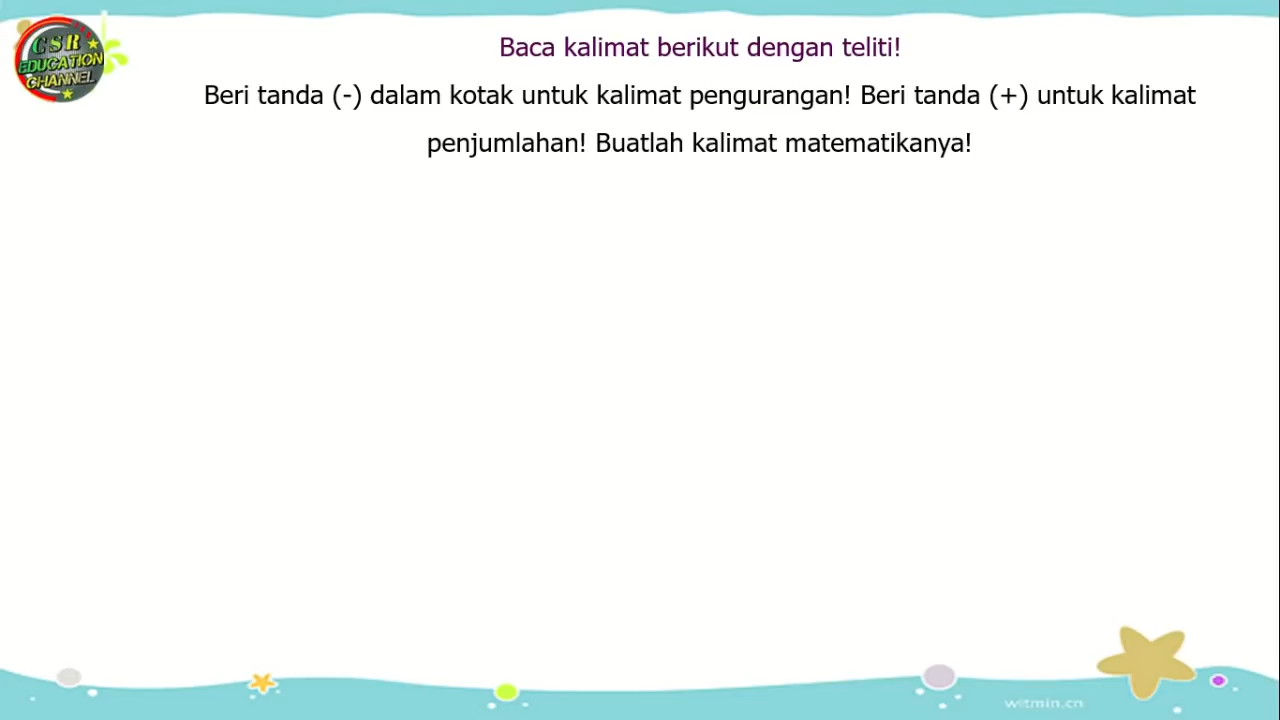 CSR
EDUCATION
CHANNEL
Baca kalimat berikut dengan teliti!
Beri tanda (-) dalam kotak untuk kalimat pengurangan! Beri tanda (+) untuk kalimat
penjumlahan! Buatlah kalimat matematikanya!
witmin.cn